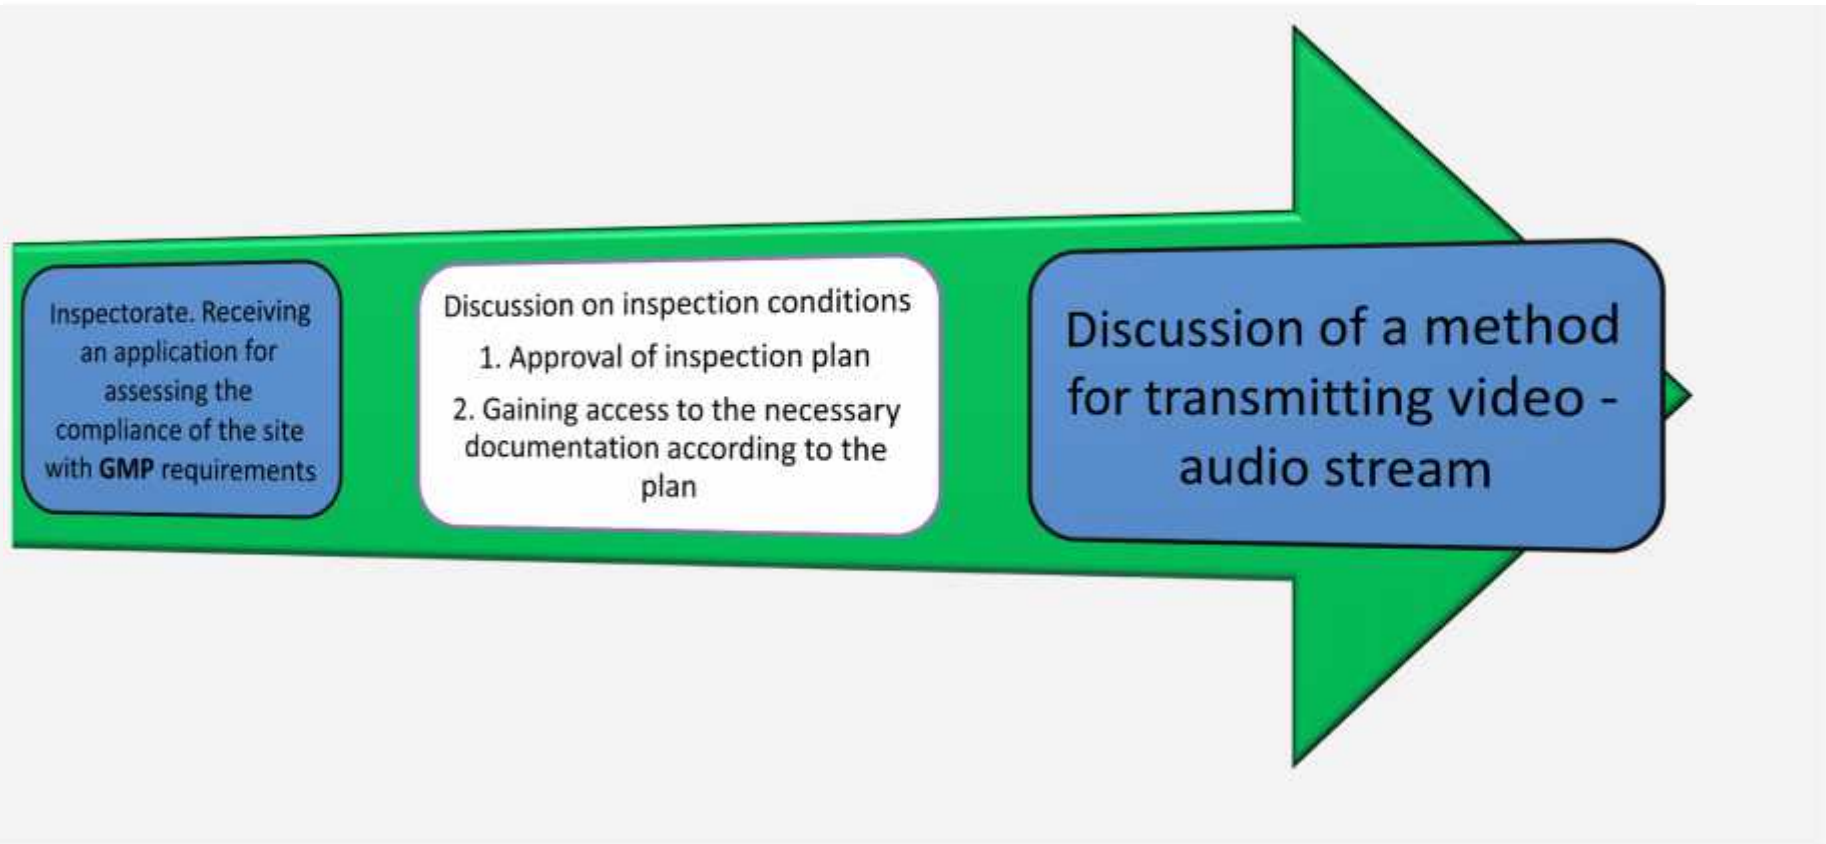 Inspectorate. Receiving
an application for
assessing the
compliance of the site
with GMP requirements
Discussion on inspection conditions
1. Approval of inspection plan
2. Gaining access to the necessary
documentation according to the
plan
Discussion of a method
for transmitting video -
audio stream